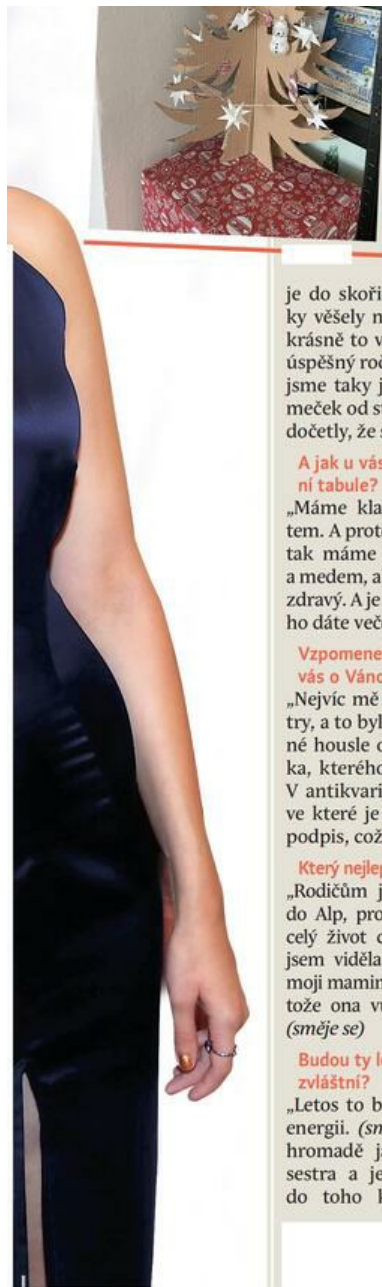 je do skoři
ky věšely n
krásně to v
úspěšný roč
jsme taky j
meček od s
dočetly, že s
A jak u vás
ní tabule?
„Máme kla
tem. A prot
tak máme
a medem, a
zdravý. A je
ho dáte več
Vzpomene
vás o Váno
„Nejvíc mě
try, a to byl
né housle o
ka, kterého
V antikvari
ve které je
podpis, což
Který nejlep
„Rodičům j
do Alp, pro
celý život o
jsem viděla
moji mamin
tože ona vu
(směje se)
Budou ty le
zvláštní?
„Letos to b
energii. (sm
hromadě ja
sestra a je
do toho k